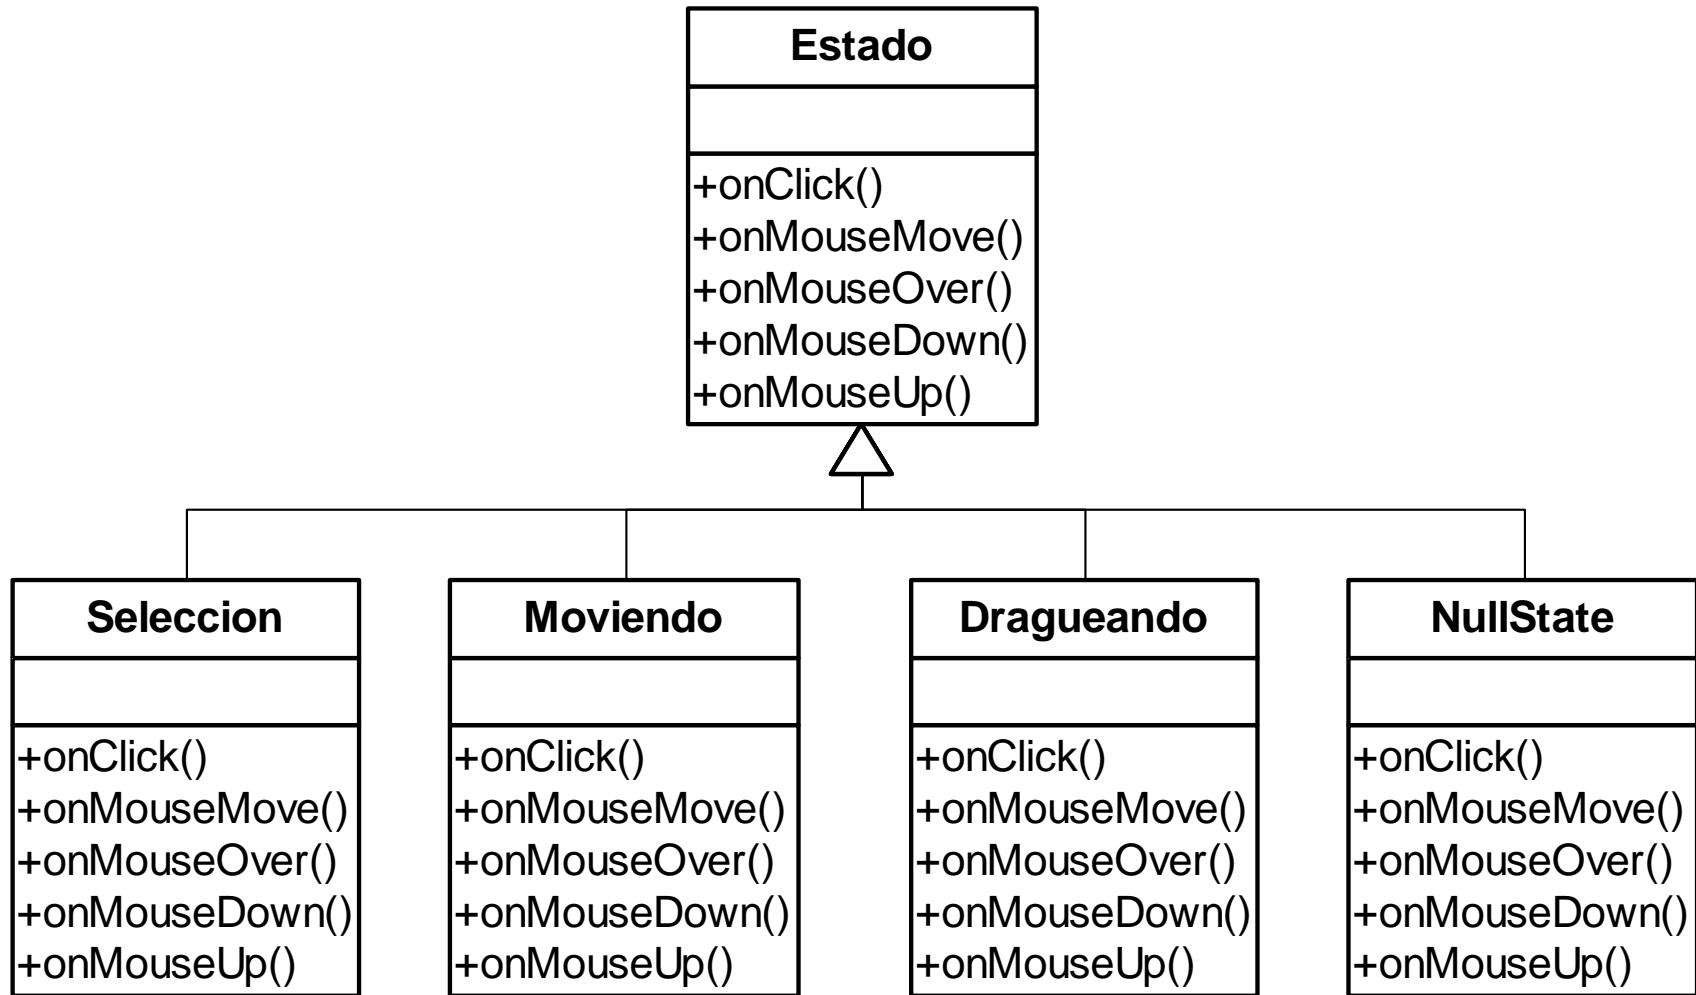 Estado
+onClick()
+onMouseMove()
+onMouseOver()
+onMouseDown()
+onMouseUp()
Seleccion
+onClick()
+onMouseMove()
+onMouseOver()
+onMouseDown()
+onMouseUp()
Moviendo
+onClick()
+onMouseMove()
+onMouseOver()
+onMouseDown()
+onMouseUp()
Dragueando
+onClick()
+onMouseMove()
+onMouseOver()
+onMouseDown()
+onMouseUp()
NullState
+onClick()
+onMouseMove()
+onMouseOver()
+onMouseDown()
+onMouseUp()